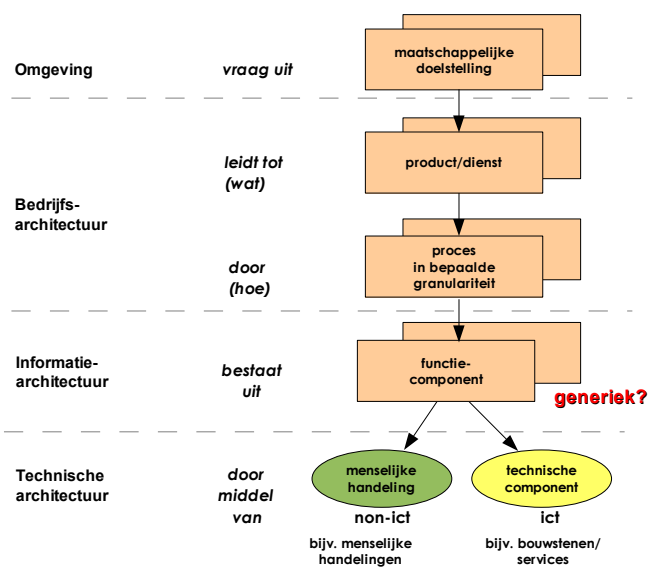 Omgeving
vraag uit
maatschappelijke
doelstelling
leidt tot
(wat)
product/dienst
Bedrijfs-
architectuur
door
(hoe)
proces
in bepaalde
granulariteit
Informatie-
architectuur
bestaat
uit
functie-
component
generiek?
Technische
architectuur
door
middel
van
menselijke
handeling
technische
component
non-ict
ict
bijv. menselijke
handelingen
bijv. bouwstenen/
services